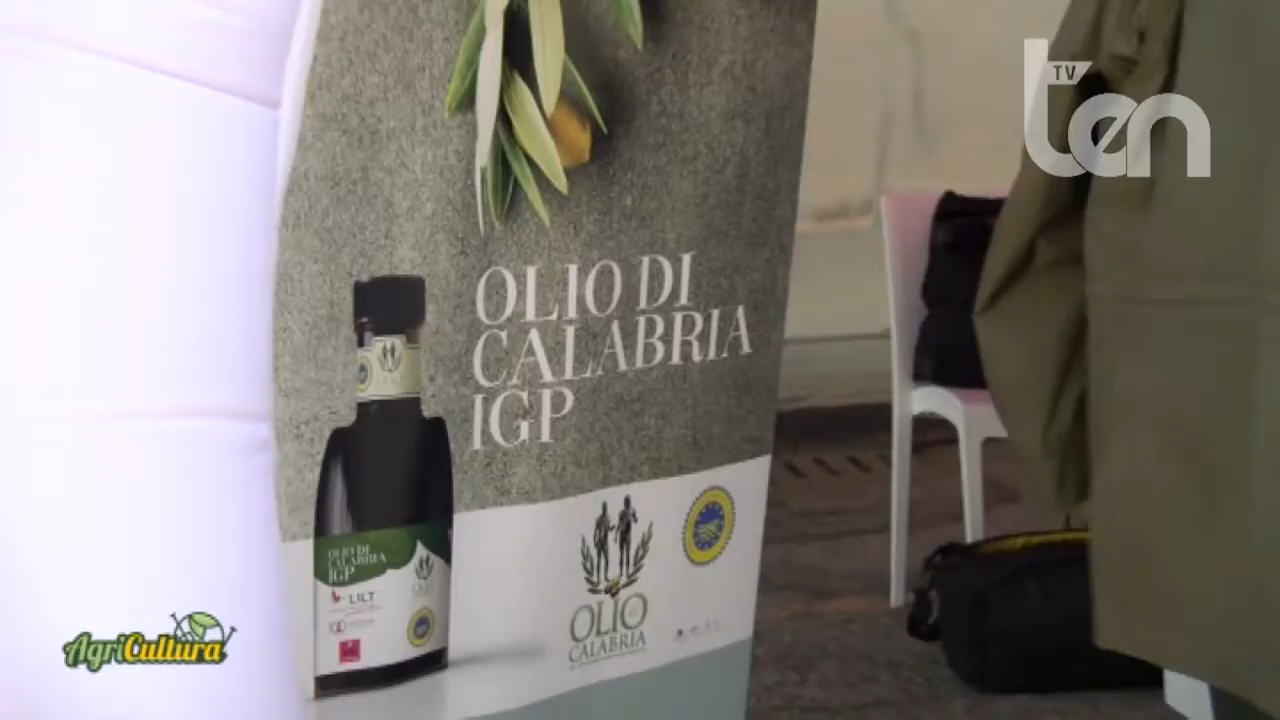 TV
ten
OLIO DI
CALABRIA
IGP
OLIO DI
CALABRIA
IGP
LILT
OLIO
CALABRIA
AgriCultura